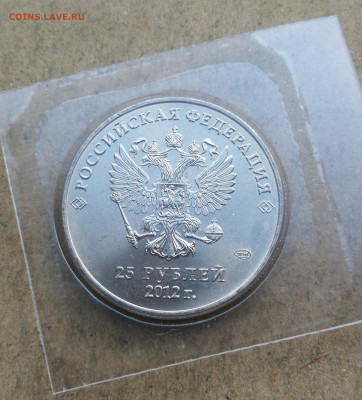 COINS.LAVE.RU
РОССИЙСКАЯ ФЕДЕРАЦИЯ
25 РУБЛЕЙ
2012 г.